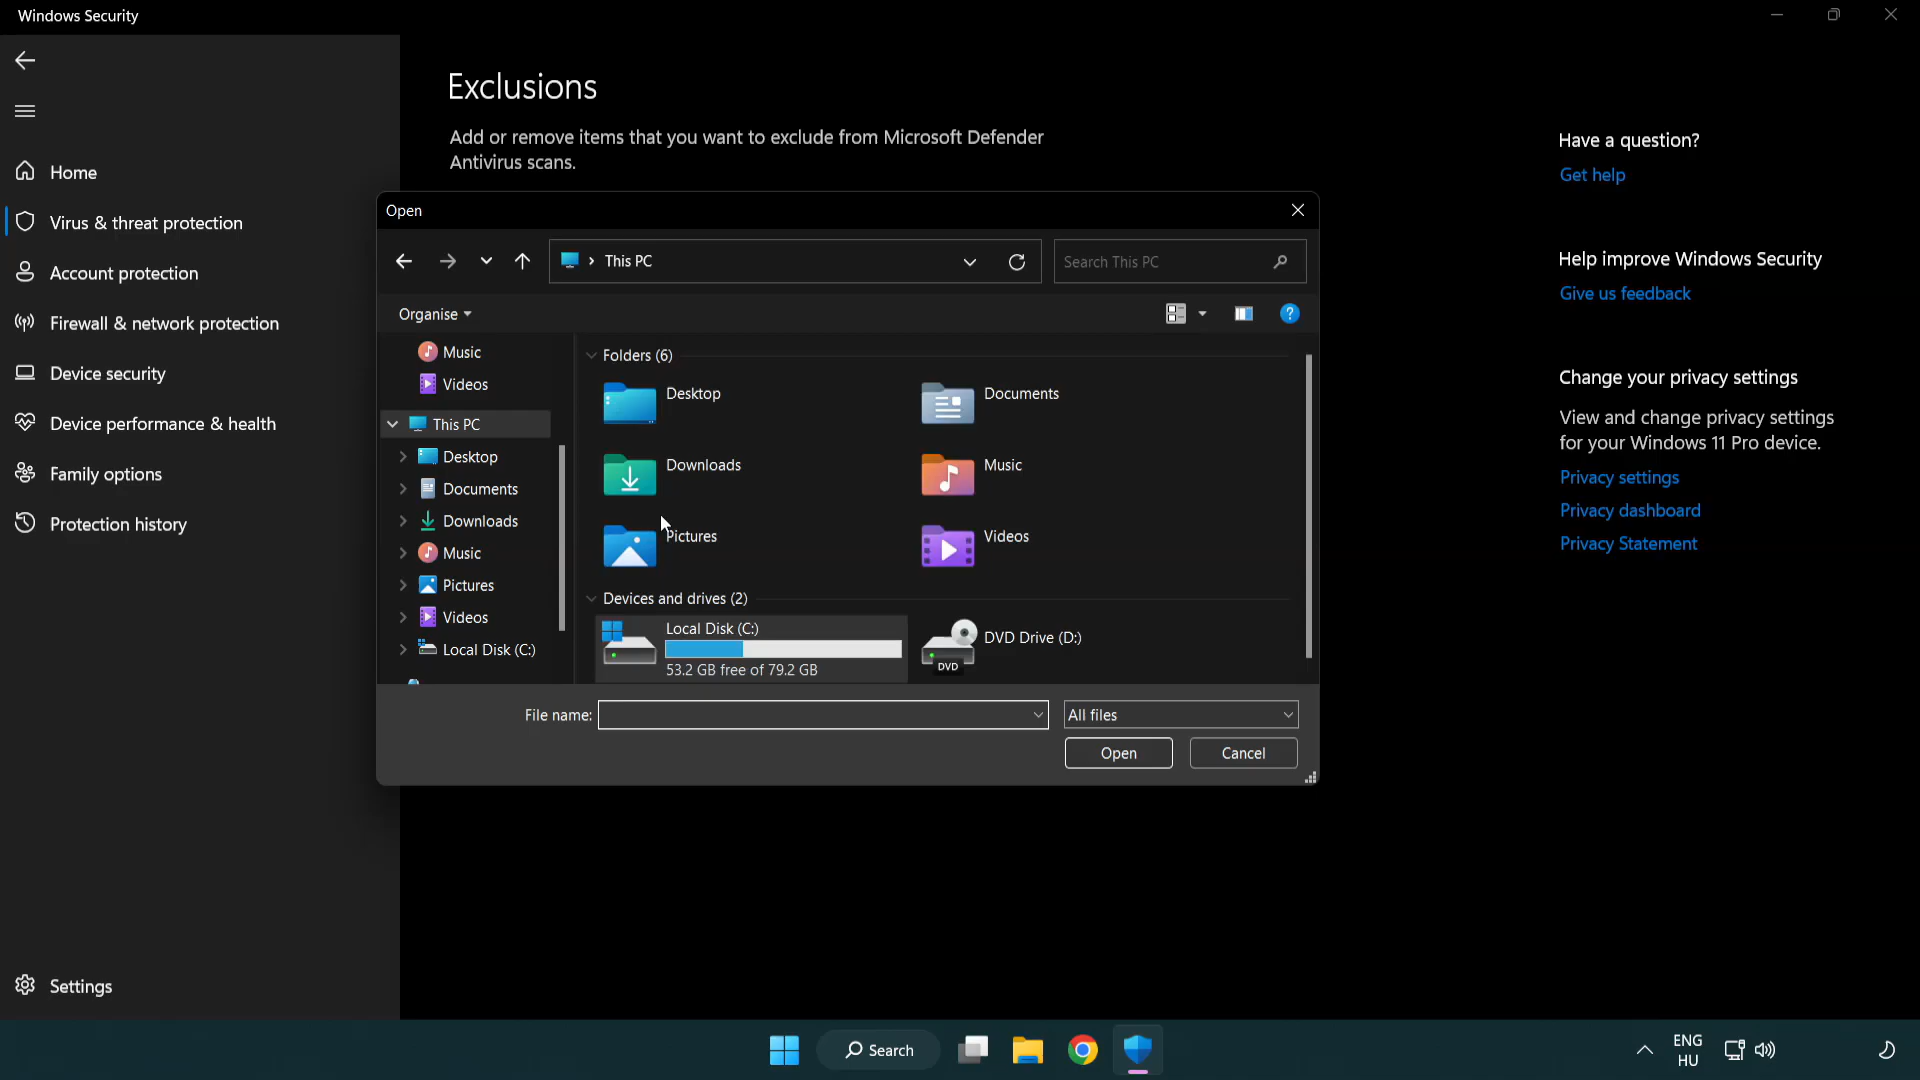 Windows Security
Home
Virus & threat protection
Account protection
Firewall & network protection
Device security
Device performance & health
Family options
Protection history
Settings
Exclusions
Add or remove items that you want to exclude from Microsoft Defender
Antivirus scans.
Open
This PC
Search This PC
Organise
Music
Videos
This PC
Desktop
Documents
Downloads
Music
Pictures
Videos
Local Disk (C:)
Folders (6)
Desktop
Documents
Downloads
Music
Pictures
Videos
Devices and drives (2)
Local Disk (C:)
53.2 GB free of 79.2 GB
DVD
DVD Drive (D:)
File name:
All files
Open
Cancel
Have a question?
Get help
Help improve Windows Security
Give us feedback
Change your privacy settings
View and change privacy settings
for your Windows 11 Pro device.
Privacy settings
Privacy dashboard
Privacy Statement
Search
ENG
HU